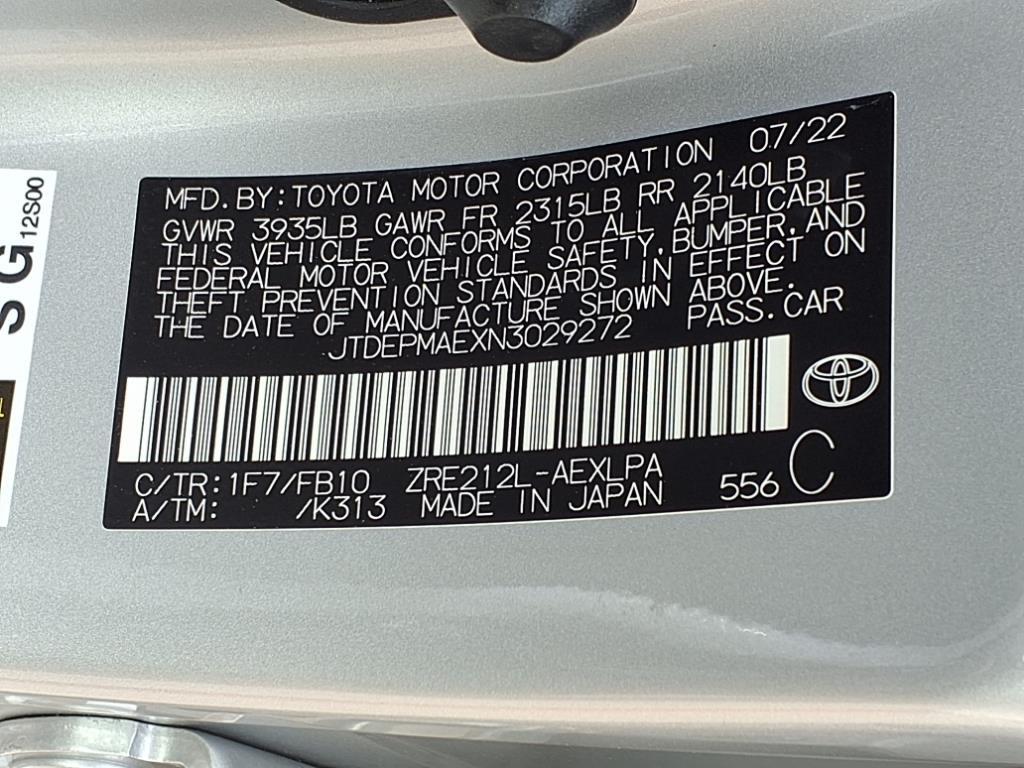 MFD.BY:TOYOTA MOTOR CORPORATION 07/22
GVWR 3935LB GAWR FR 2315LB RR 2140LB
THIS VEHICLE CONFORMS TO ALL APPLICABLE
FEDERAL MOTOR VEHICLE SAFETY,BUMPER,AND
THEFT PREVENTION STANDARDS IN EFFECT ON
THE DATE OF MANUFACTURE SHOWN ABOVE.
JTDEPMAEXN3029272 PASS.CAR
C/TR:1F7/FB10 ZRE212L-AEXLPA
A/TM: /K313 MADE IN JAPAN 556 C
SG
12S00